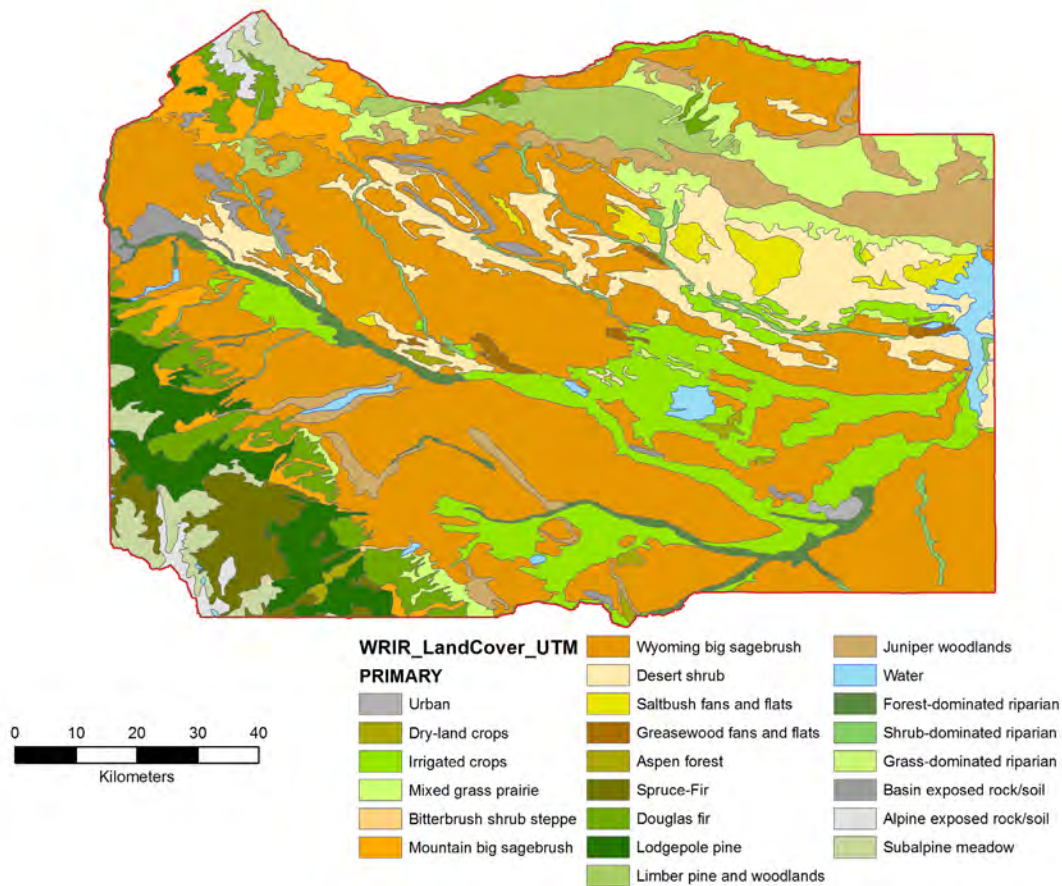 WRIR_LandCover_UTM
PRIMARY
Urban
Dry-land crops
Irrigated crops
Mixed grass prairie
Bitterbrush shrub steppe
Mountain big sagebrush
Wyoming big sagebrush
Desert shrub
Saltbush fans and flats
Greasewood fans and flats
Aspen forest
Spruce-Fir
Douglas fir
Lodgepole pine
Limber pine and woodlands
Juniper woodlands
Water
Forest-dominated riparian
Shrub-dominated riparian
Grass-dominated riparian
Basin exposed rock/soil
Alpine exposed rock/soil
Subalpine meadow
0 10 20 30 40
Kilometers